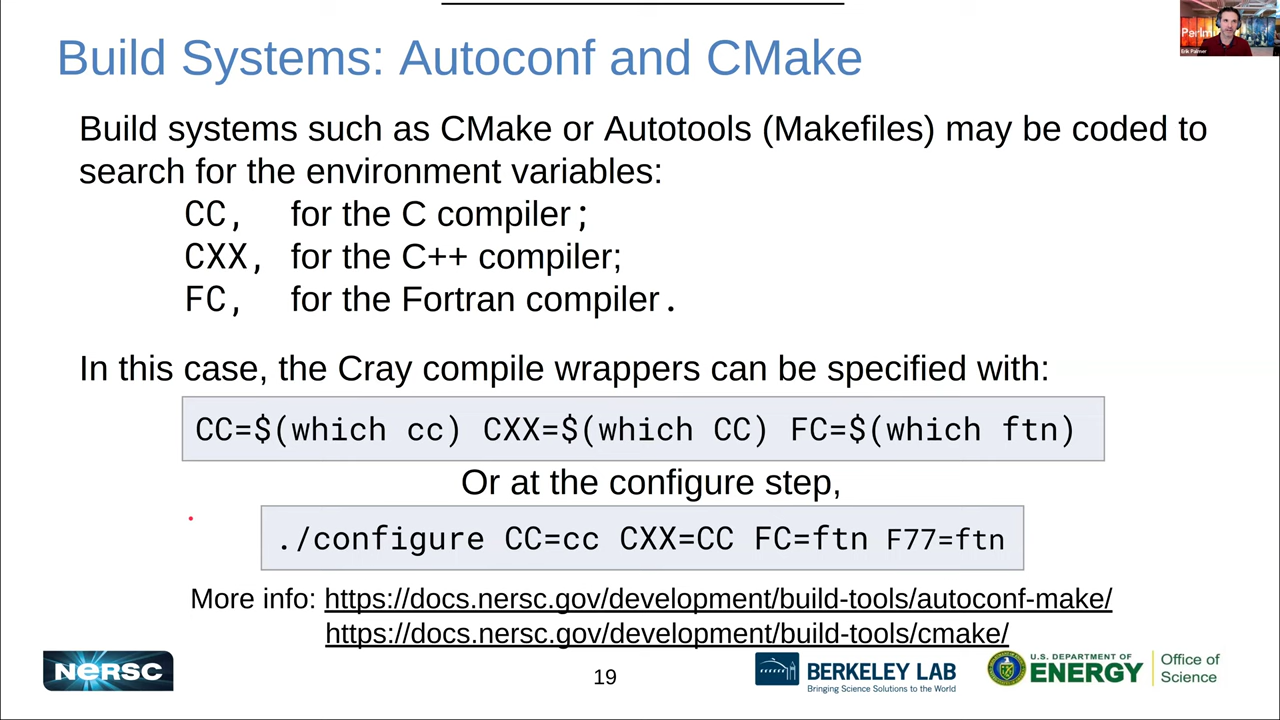 Build Systems: Autoconf and CMake
Perlm
Erik Palmer
Build systems such as CMake or Autotools (Makefiles) may be coded to
search for the environment variables:
CC, for the C compiler;
CXX, for the C++ compiler;
FC, for the Fortran compiler.
In this case, the Cray compile wrappers can be specified with:
CC=$(which cc) CXX=$(which CC) FC=$(which ftn)
Or at the configure step,
./configure CC=cc CXX=CC FC=ftn F77=ftn
More info: https://docs.nersc.gov/development/build-tools/autoconf-make/
https://docs.nersc.gov/development/build-tools/cmake/
NERSC
19
BERKELEY LAB
Bringing Science Solutions to the World
U.S. DEPARTMENT OF
ENERGY
Office of
Science